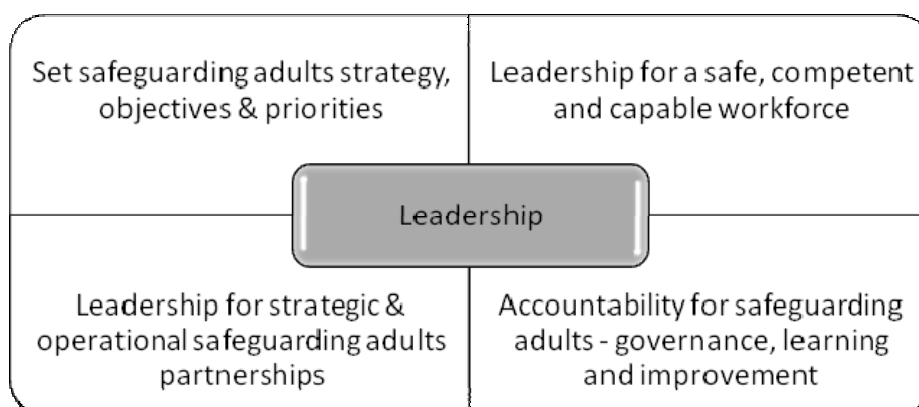 Set safeguarding adults strategy,
objectives & priorities
Leadership for a safe, competent
and capable workforce
Leadership
Leadership for strategic &
operational safeguarding adults
partnerships
Accountability for safeguarding
adults - governance, learning
and improvement